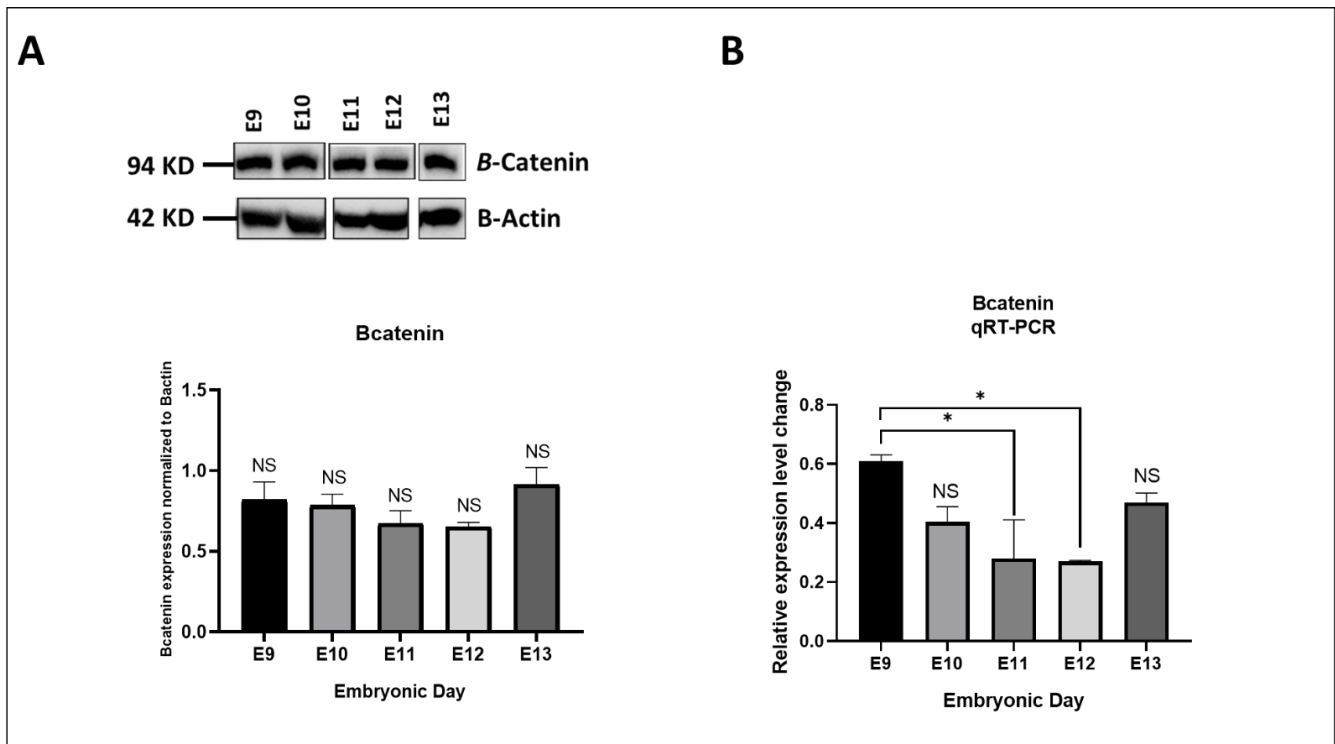 A
B
E9
E10
E11
E12
E13
94 KD
B-Catenin
42 KD
B-Actin
Bcatenin
Bcatenin expression normalized to Bactin
1.5
1.0
0.5
0.0
NS
NS
NS
NS
NS
E9
E10
E11
E12
E13
Embryonic Day
Bcatenin
qRT-PCR
Relative expression level change
0.8
0.6
0.4
0.2
0.0
*
*
NS
NS
E9
E10
E11
E12
E13
Embryonic Day